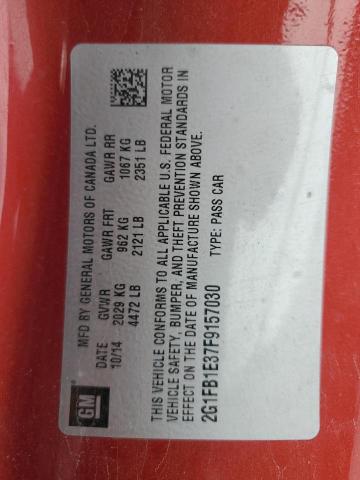 GM
MFD BY GENERAL MOTORS OF CANADA LTD.
DATE GVWR GAWR FRT GAWR RR
10/14 2029 KG 962 KG 1067 KG
4472 LB 2121 LB 2351 LB
THIS VEHICLE CONFORMS TO ALL APPLICABLE U.S. FEDERAL MOTOR
VEHICLE SAFETY, BUMPER, AND THEFT PREVENTION STANDARDS IN
EFFECT ON THE DATE OF MANUFACTURE SHOWN ABOVE.
2G1FB1E37F9157030 TYPE: PASS CAR